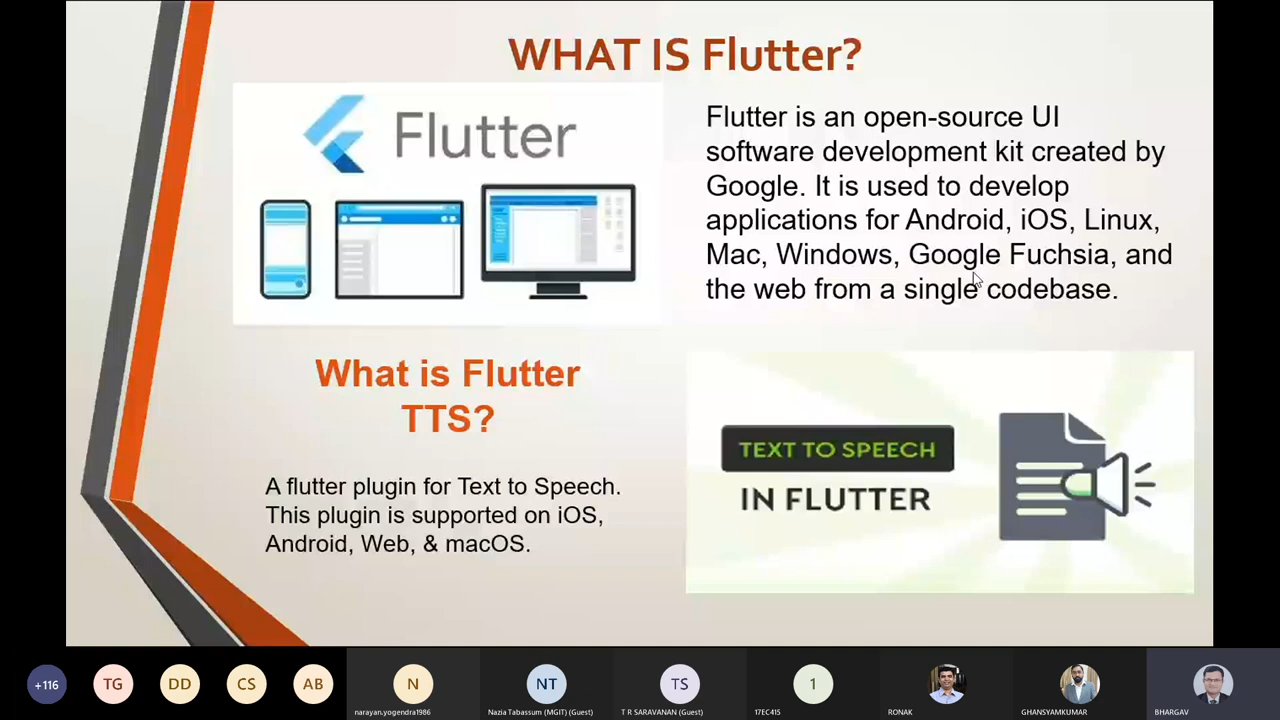 WHAT IS Flutter?
Flutter
Flutter is an open-source UI
software development kit created by
Google. It is used to develop
applications for Android, iOS, Linux,
Mac, Windows, Google Fuchsia, and
the web from a single codebase.
What is Flutter
TTS?
A flutter plugin for Text to Speech.
This plugin is supported on iOS,
Android, Web, & macOS.
TEXT TO SPEECH
IN FLUTTER
+116
TG
DD
CS
AB
N
narayan.yogendra1986
NT
Nazia Tabassum (MGIT) (Guest)
TS
T R SARAVANAN (Guest)
1
17EC415
RONAK
GHANSYAMKUMAR
BHARGAV